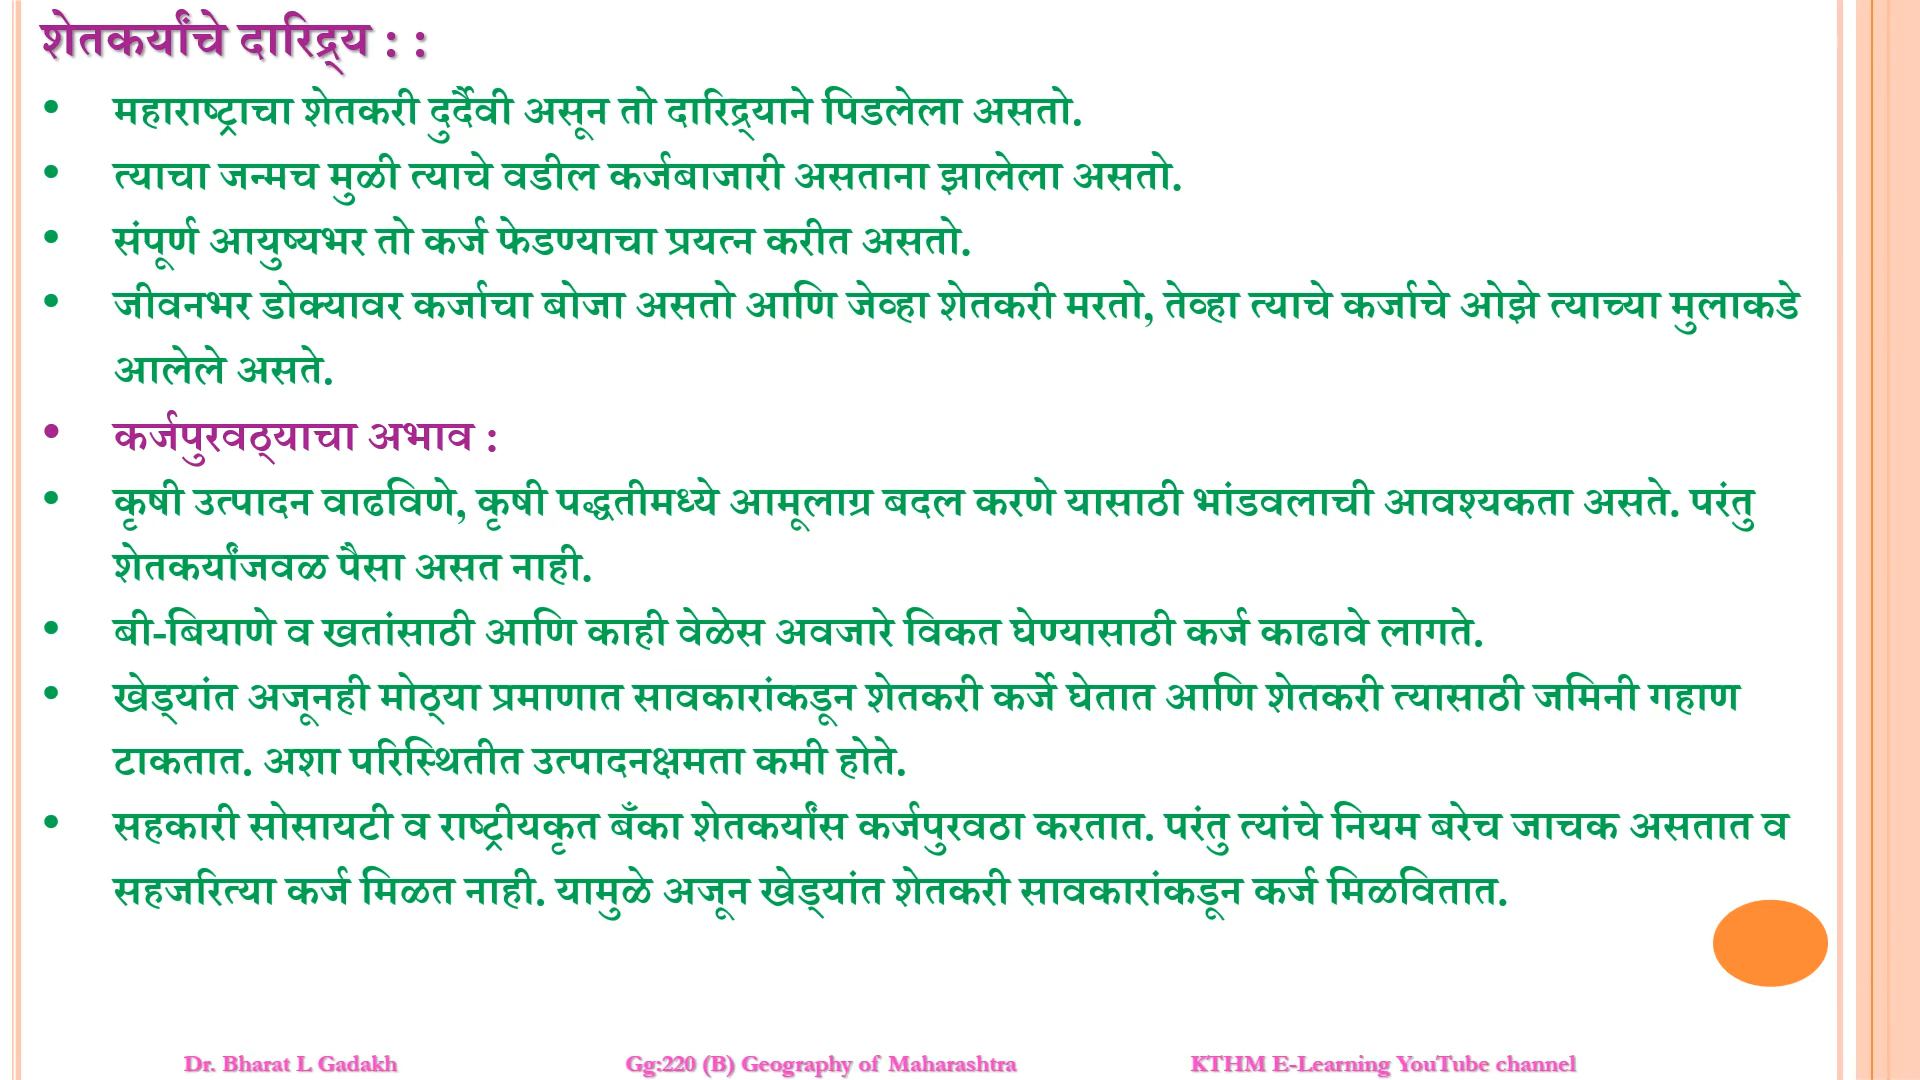 शेतकर्यांचे दारिद्र्य : :
• महाराष्ट्राचा शेतकरी दुर्दैवी असून तो दारिद्र्याने पिडलेला असतो.
• त्याचा जन्मच मुळी त्याचे वडील कर्जबाजारी असताना झालेला असतो.
• संपूर्ण आयुष्यभर तो कर्ज फेडण्याचा प्रयत्न करीत असतो.
• जीवनभर डोक्यावर कर्जाचा बोजा असतो आणि जेव्हा शेतकरी मरतो, तेव्हा त्याचे कर्जाचे ओझे त्याच्या मुलाकडे
आलेले असते.
• कर्जपुरवठ्याचा अभाव :
• कृषी उत्पादन वाढविणे, कृषी पद्धतीमध्ये आमूलाग्र बदल करणे यासाठी भांडवलाची आवश्यकता असते. परंतु
शेतकर्यांजवळ पैसा असत नाही.
• बी-बियाणे व खतांसाठी आणि काही वेळेस अवजारे विकत घेण्यासाठी कर्ज काढावे लागते.
• खेड्यांत अजूनही मोठ्या प्रमाणात सावकारांकडून शेतकरी कर्जे घेतात आणि शेतकरी त्यासाठी जमिनी गहाण
टाकतात. अशा परिस्थितीत उत्पादनक्षमता कमी होते.
• सहकारी सोसायटी व राष्ट्रीयकृत बँका शेतकर्यांस कर्जपुरवठा करतात. परंतु त्यांचे नियम बरेच जाचक असतात व
सहजरित्या कर्ज मिळत नाही. यामुळे अजून खेड्यांत शेतकरी सावकारांकडून कर्ज मिळवितात.
Dr. Bharat L Gadakh Gg:220 (B) Geography of Maharashtra KTHM E-Learning YouTube channel